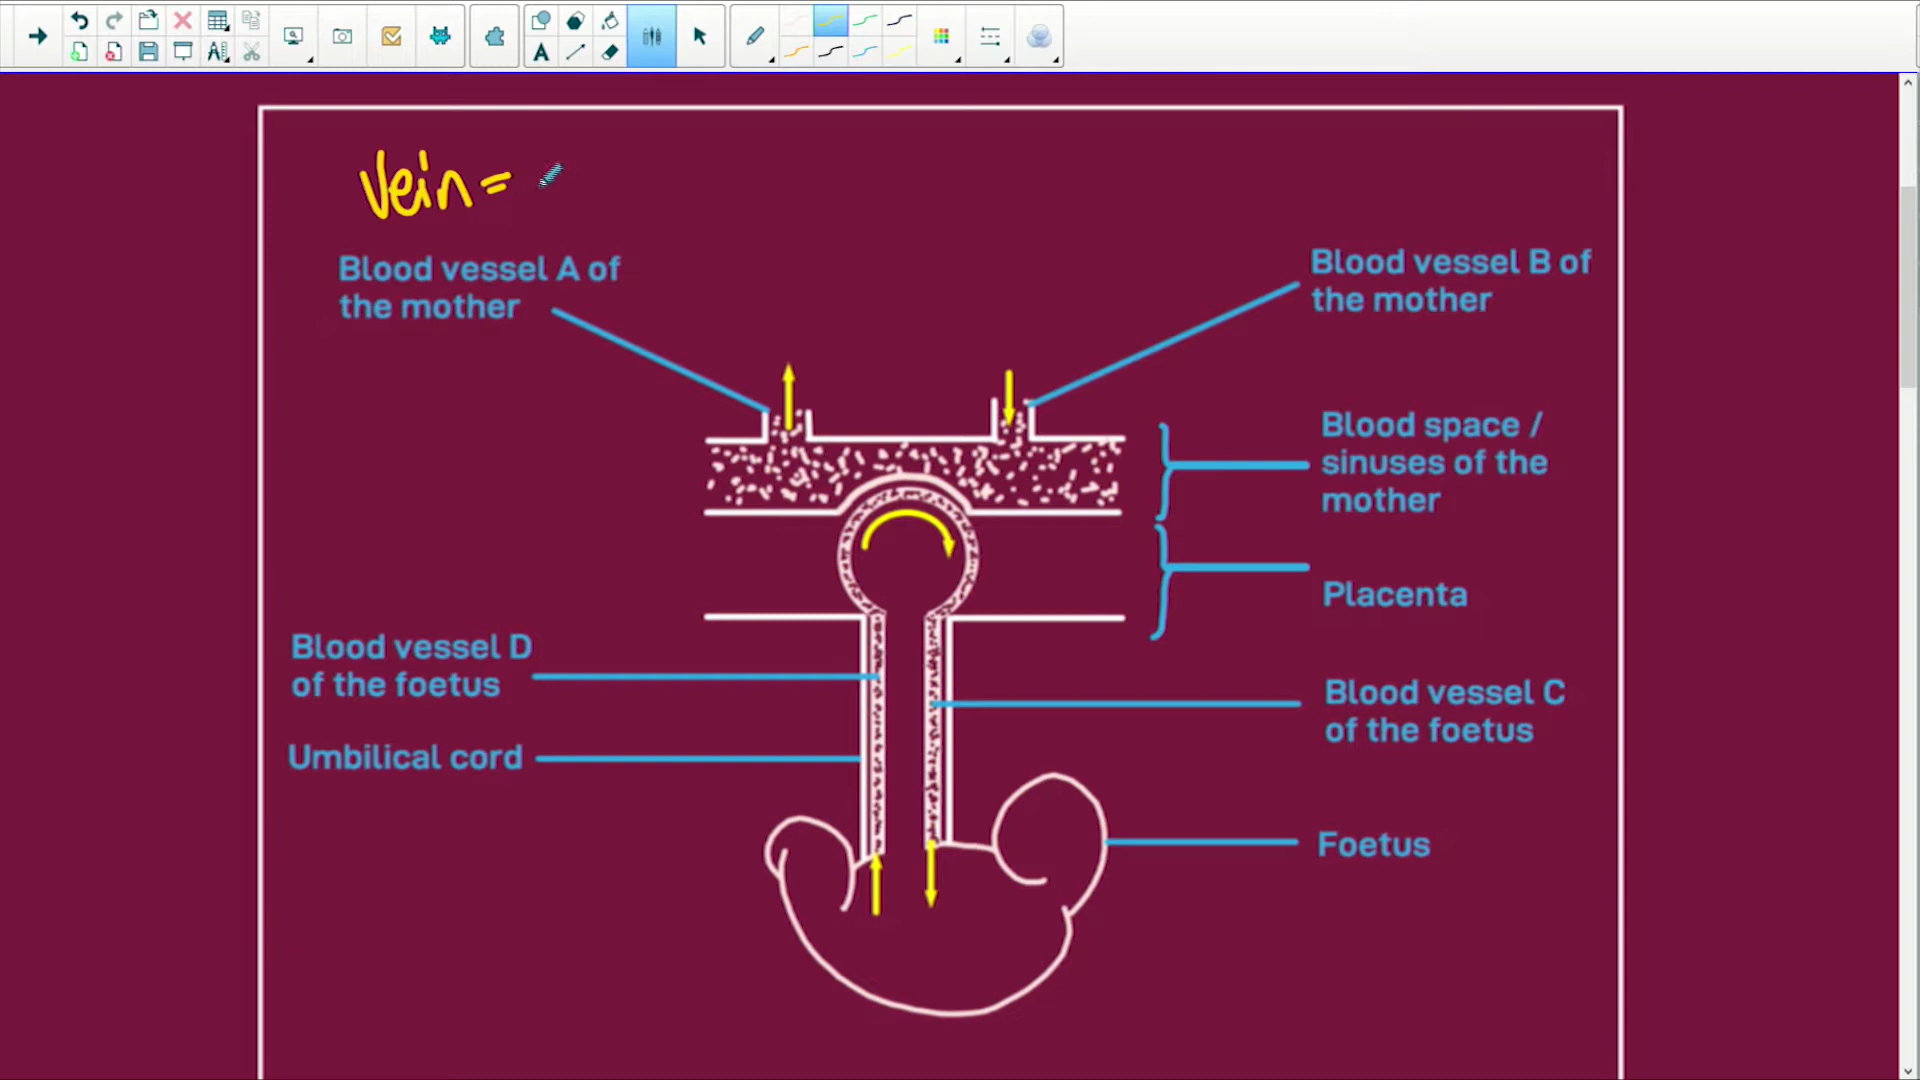 Vein =
Blood vessel A of
the mother
Blood vessel B of
the mother
Blood space /
sinuses of the
mother
Placenta
Blood vessel D
of the foetus
Blood vessel C
of the foetus
Umbilical cord
Foetus